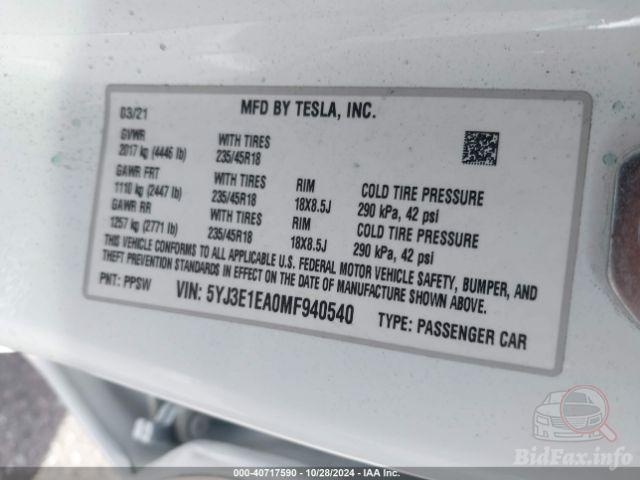 03/21 MFD BY TESLA, INC.
GVWR WITH TIRES
2017 kg (4446 lb) 235/45R18
GAWR FRT WITH TIRES RIM COLD TIRE PRESSURE
1110 kg (2447 lb) 235/45R18 18X8.5J 290 kPa, 42 psi
GAWR RR WITH TIRES RIM COLD TIRE PRESSURE
1257 kg (2771 lb) 235/45R18 18X8.5J 290 kPa, 42 psi
THIS VEHICLE CONFORMS TO ALL APPLICABLE U.S. FEDERAL MOTOR VEHICLE SAFETY, BUMPER, AND
THEFT PREVENTION STANDARDS IN EFFECT ON THE DATE OF MANUFACTURE SHOWN ABOVE.
PNT: PPSW VIN: 5YJ3E1EA0MF940540 TYPE: PASSENGER CAR
BidFax.info
000-40717590 - 10/28/2024 - IAA Inc.